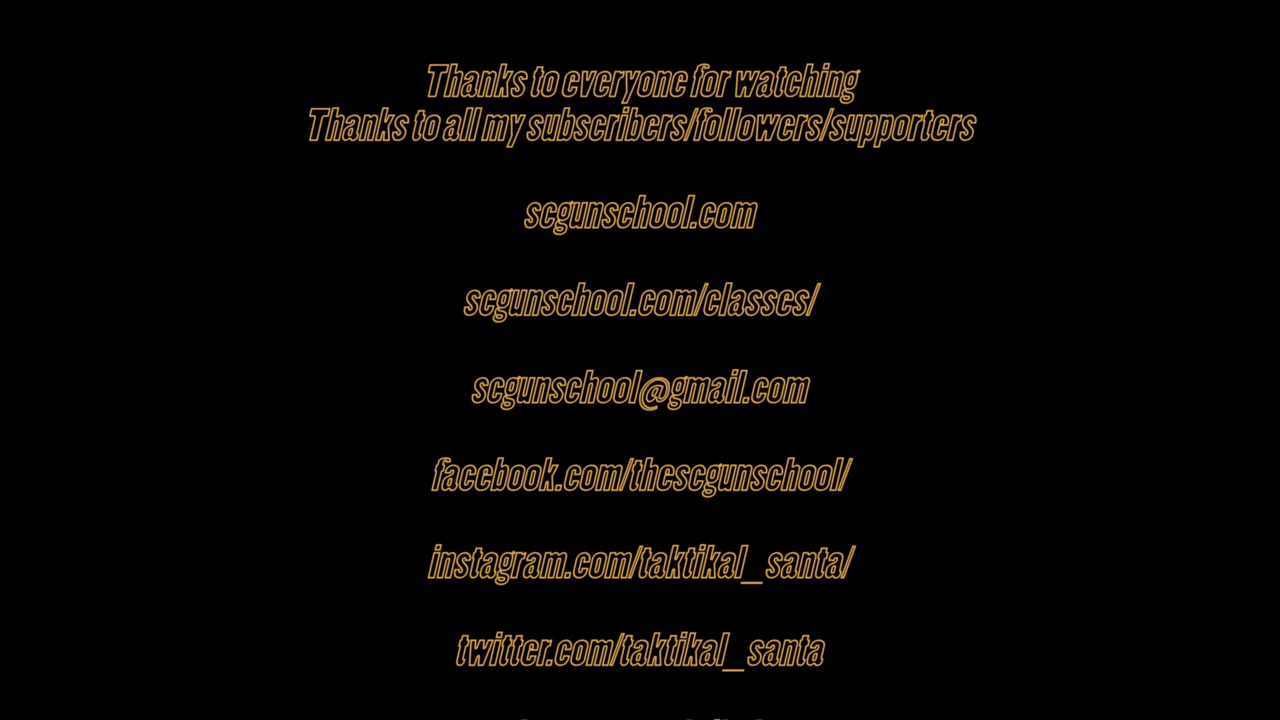 Thanks to everyone for watching
Thanks to all my subscribers/followers/supporters
scgunschool.com
scgunschool.com/classes/
scgunschool@gmail.com
facebook.com/thescgunschool/
instagram.com/taktikal_santa/
twitter.com/taktikal_santa